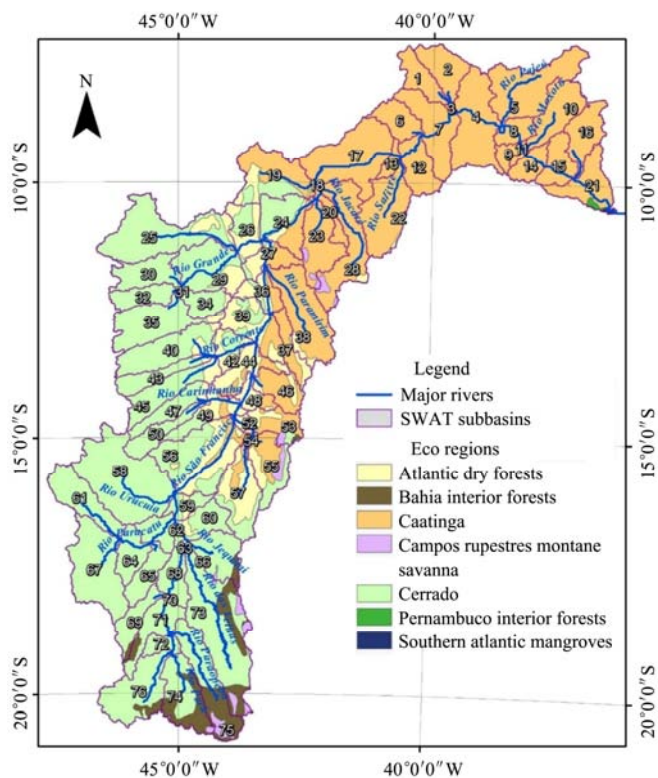 45°0'0"W
40°0'0"W
N
1
2
Rio Pajeú
3
4
5
Rio Moxotó
10
6
7
8
16
17
13
12
9
11
14
15
19
18
Rio Jacaré
Rio Salitre
21
10°0'0"S
10°0'0"S
20
24
22
25
26
23
Rio Grande
27
28
30
29
36
Rio Paramirim
31
32
34
35
39
38
Rio Corrente
40
42
44
37
43
Rio Carinhanha
46
45
47
49
48
50
52
53
54
15°0'0"S
15°0'0"S
56
Rio São Francis
55
58
57
61
Rio Urucuia
59
60
Rio Paracatu
62
63
67
64
65
68
66
70
73
69
71
72
Rio Paraopeba
76
74
75
20°0'0"S
20°0'0"S
Legend
Major rivers
SWAT subbasins
Eco regions
Atlantic dry forests
Bahia interior forests
Caatinga
Campos rupestres montane
savanna
Cerrado
Pernambuco interior forests
Southern atlantic mangroves
45°0'0"W
40°0'0"W